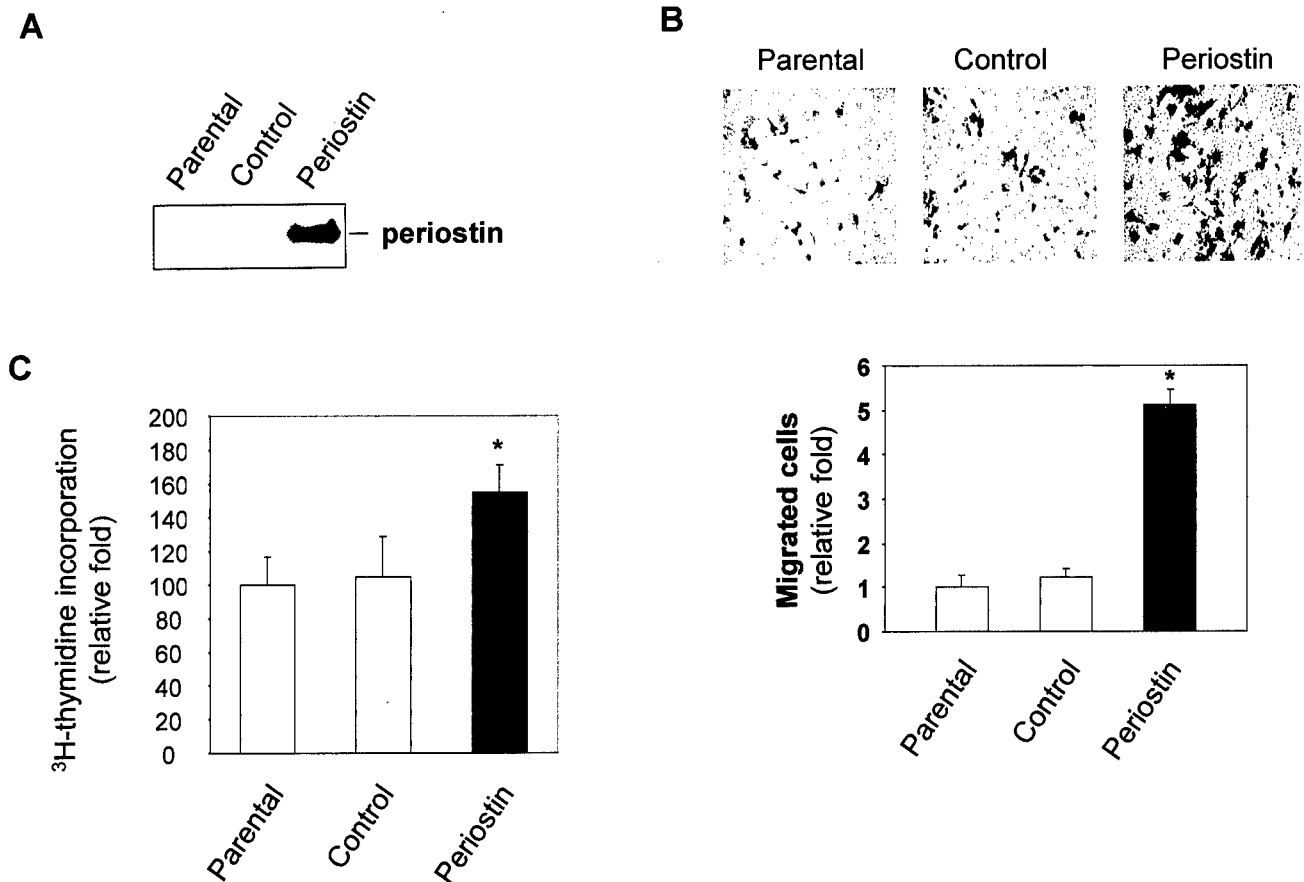 A
Parental
Control
Periostin
periostin
B
Parental Control Periostin
C
³H-thymidine incorporation
(relative fold)
200
180
160
140
120
100
80
60
40
20
0
*
Parental
Control
Periostin
Migrated cells
(relative fold)
6
5
4
3
2
1
0
*
Parental
Control
Periostin